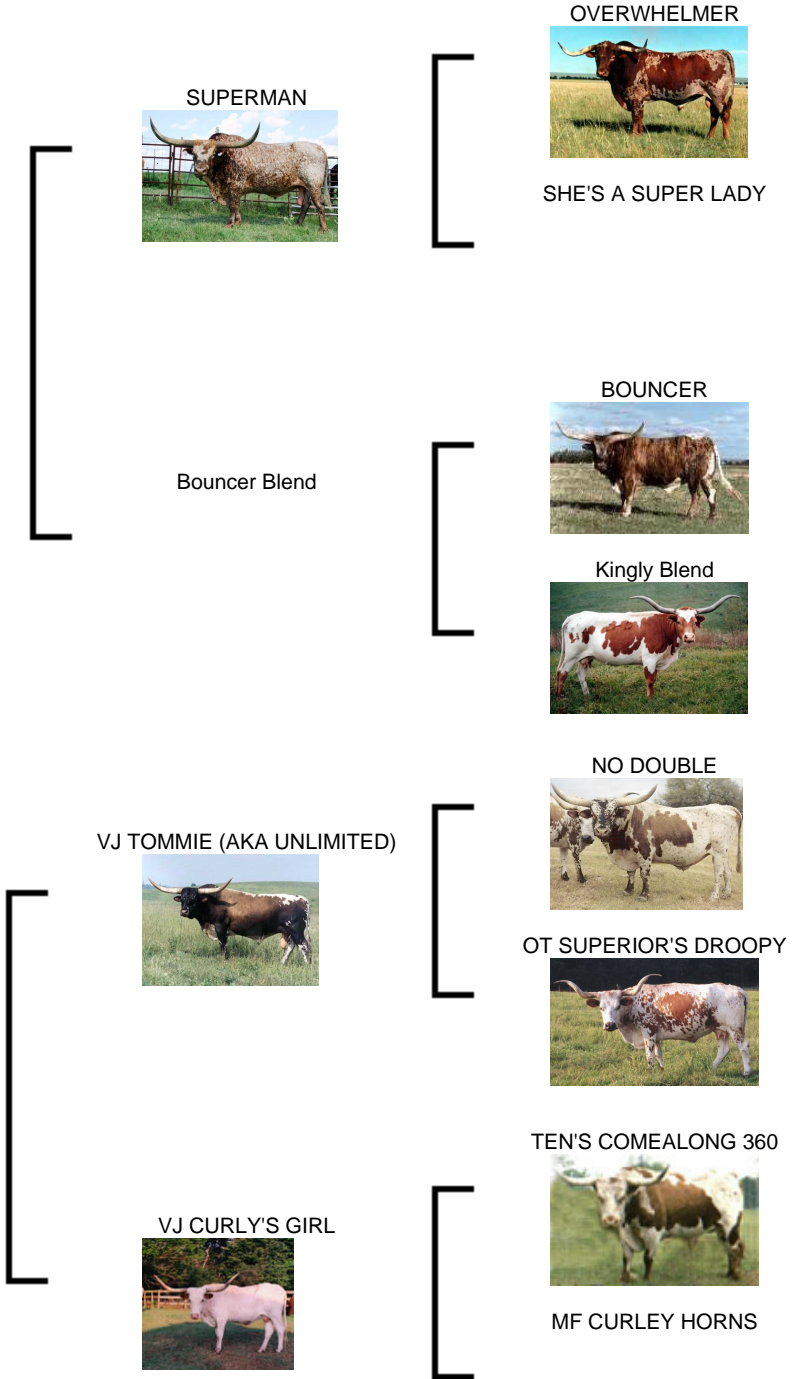 OVERWHELMER
SUPERMAN
SHE'S A SUPER LADY
BOUNCER
Bouncer Blend
Kingly Blend
NO DOUBLE
VJ TOMMIE (AKA UNLIMITED)
OT SUPERIOR'S DROOPY
TEN'S COMEALONG 360
VJ CURLY'S GIRL
MF CURLEY HORNS